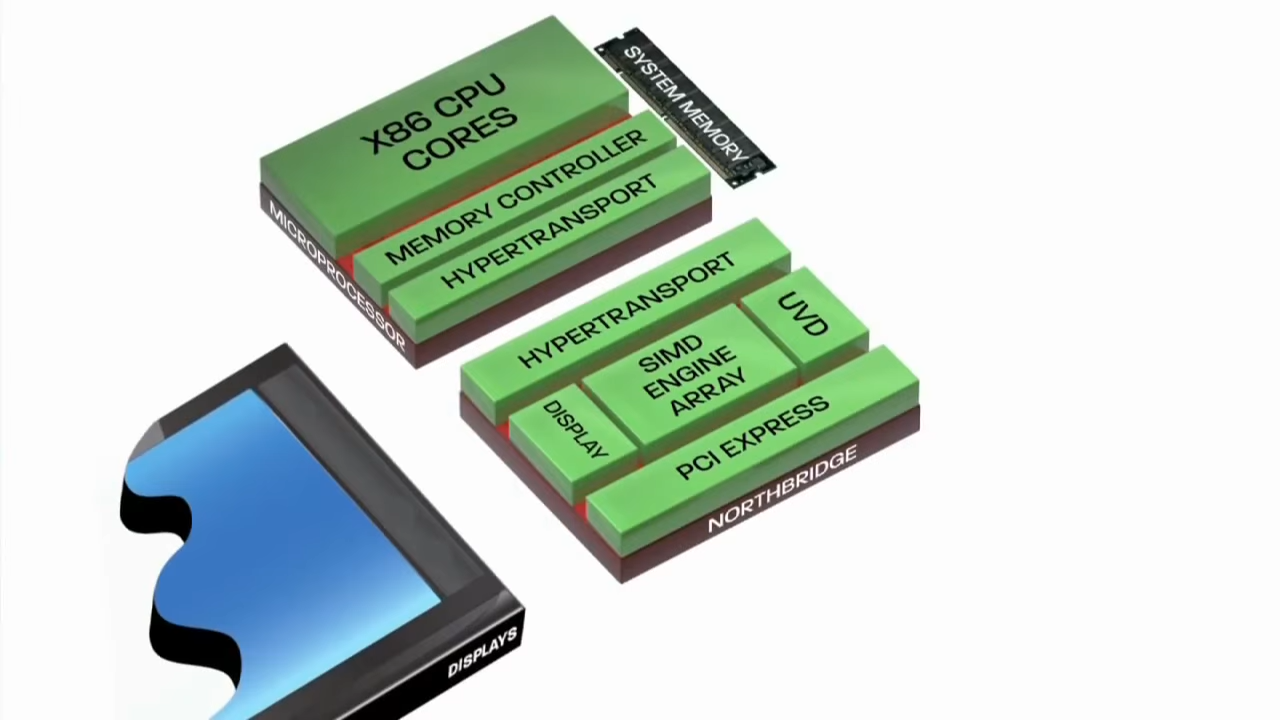 X86 CPU
CORES
SYSTEM MEMORY
MEMORY CONTROLLER
HYPERTRANSPORT
MICROPROCESSOR
HYPERTRANSPORT
UVD
SIMD
ENGINE
ARRAY
DISPLAY
PCI EXPRESS
NORTHBRIDGE
DISPLAYS